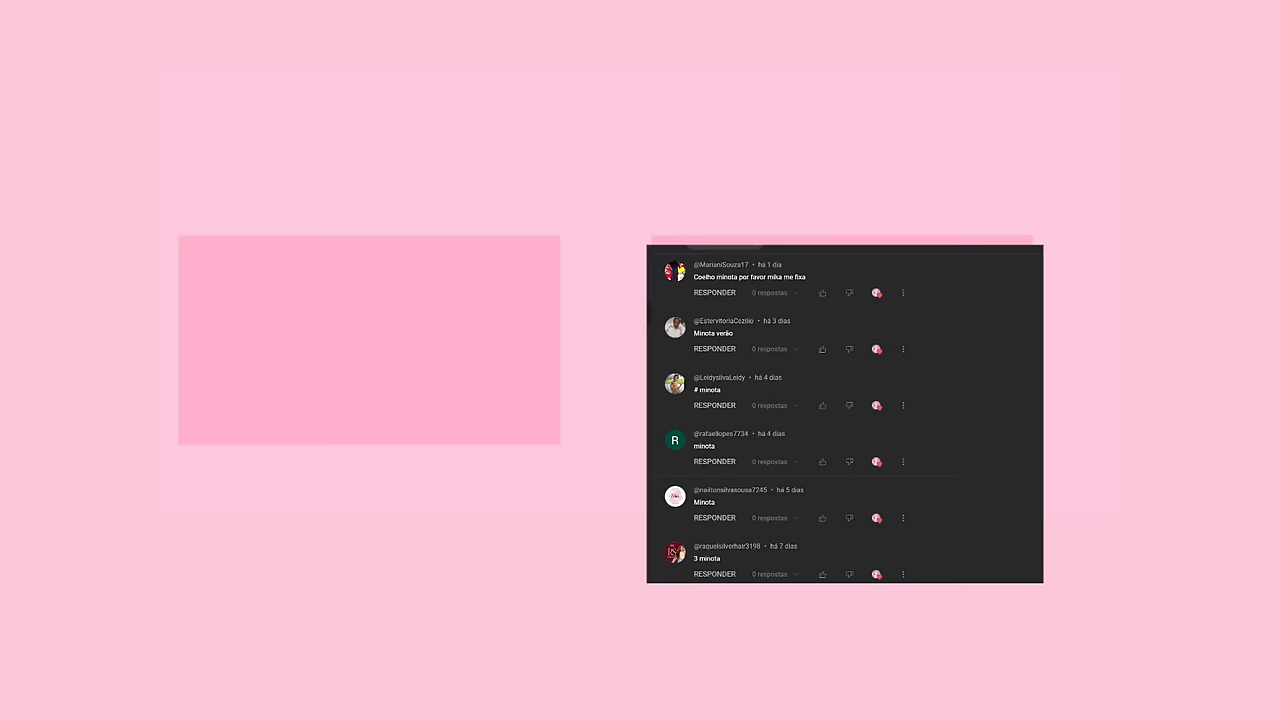 @MarianiSouza17 • há 1 dia
Coelho minota por favor mika me fixa
RESPONDER 0 respostas
@EstervitoriaCezilio • há 3 dias
Minota verão
RESPONDER 0 respostas
@LeidysilvaLeidy • há 4 dias
# minota
RESPONDER 0 respostas
R
@rafaellopes7734 • há 4 dias
minota
RESPONDER 0 respostas
@nailtonsilvasousa7245 • há 5 dias
Minota
RESPONDER 0 respostas
@raquelsilverhair3198 • há 7 dias
3 minota
RESPONDER 0 respostas